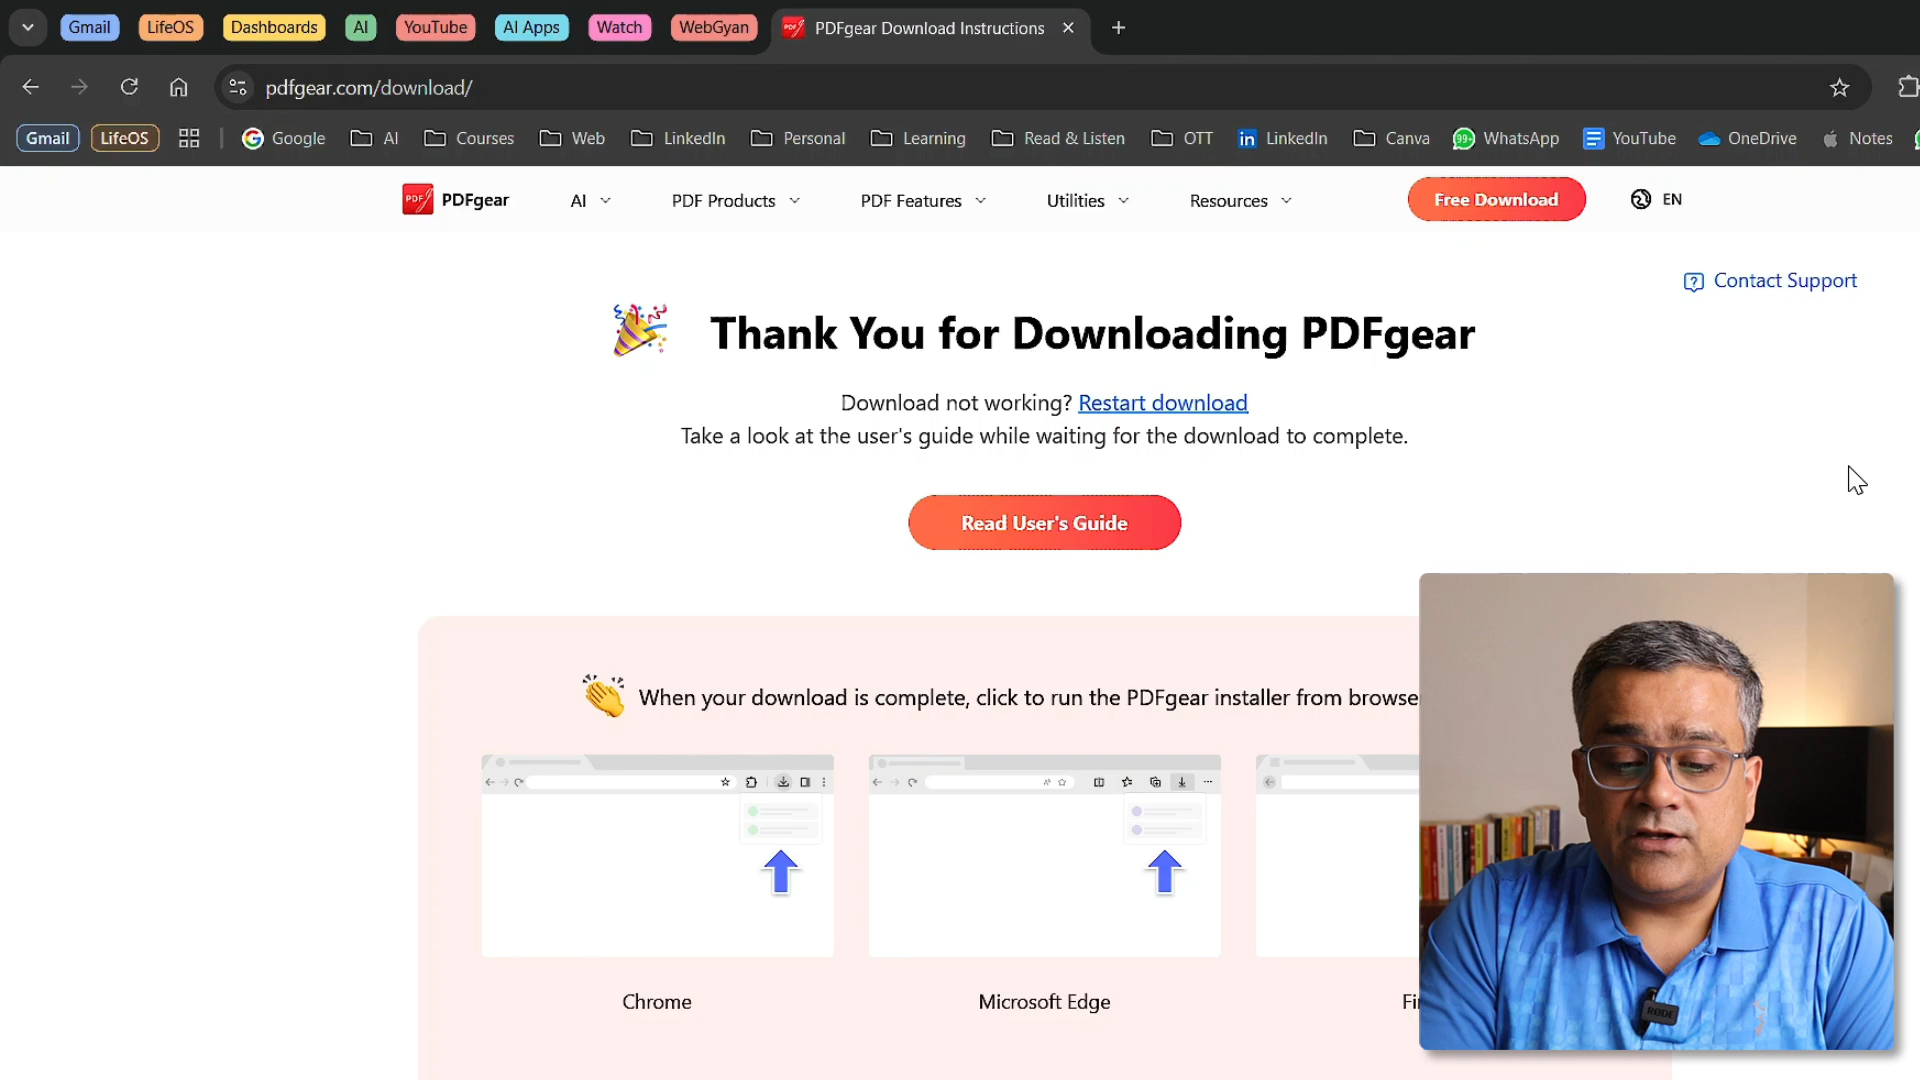 Gmail LifeOS Dashboards AI YouTube AI Apps Watch WebGyan PDFgear Download Instructions
pdfgear.com/download/
Gmail LifeOS Google AI Courses Web LinkedIn Personal Learning Read & Listen OTT LinkedIn Canva WhatsApp YouTube OneDrive Notes
PDFgear AI PDF Products PDF Features Utilities Resources Free Download EN
Contact Support
Thank You for Downloading PDFgear
Download not working? Restart download
Take a look at the user's guide while waiting for the download to complete.
Read User's Guide
When your download is complete, click to run the PDFgear installer from browse
Chrome Microsoft Edge Fi
RØDE